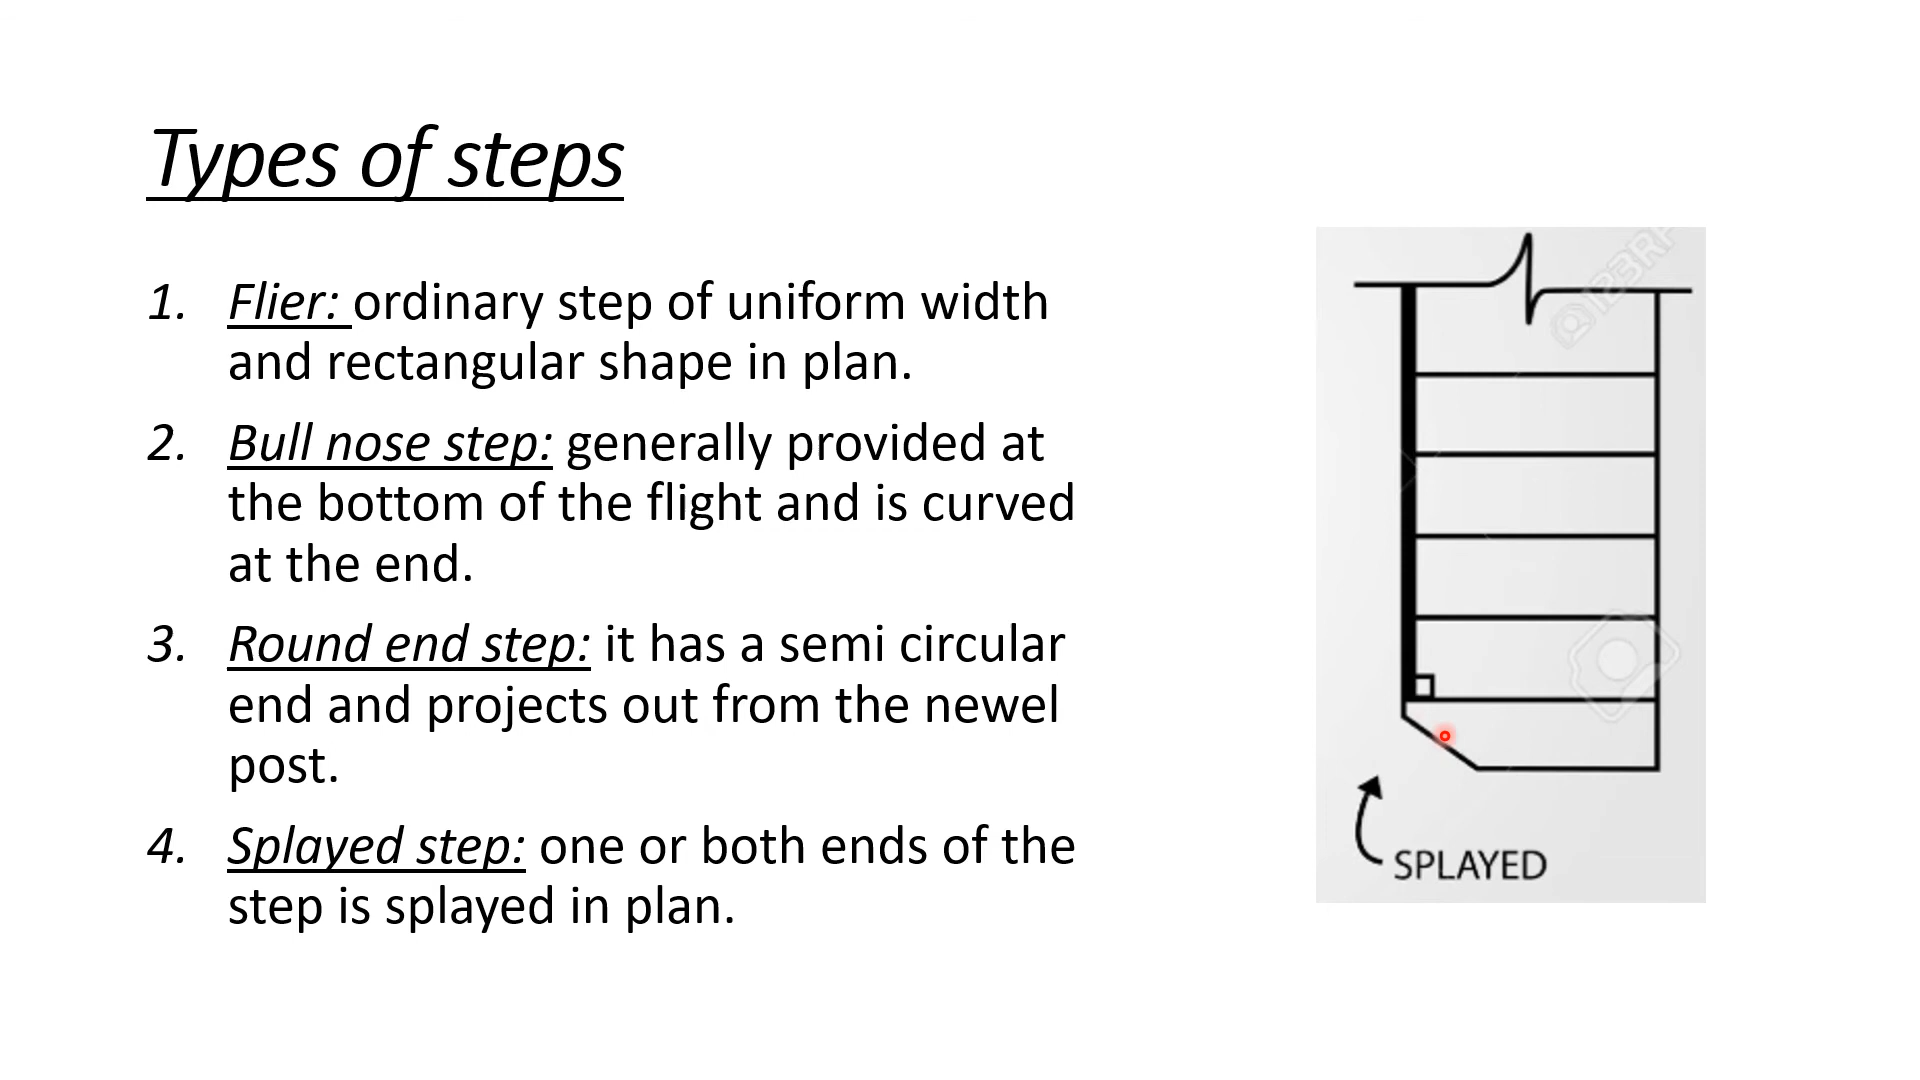 Types of steps
1. Flier: ordinary step of uniform width
and rectangular shape in plan.
2. Bull nose step: generally provided at
the bottom of the flight and is curved
at the end.
3. Round end step: it has a semi circular
end and projects out from the newel
post.
4. Splayed step: one or both ends of the
step is splayed in plan.
123RF
SPLAYED